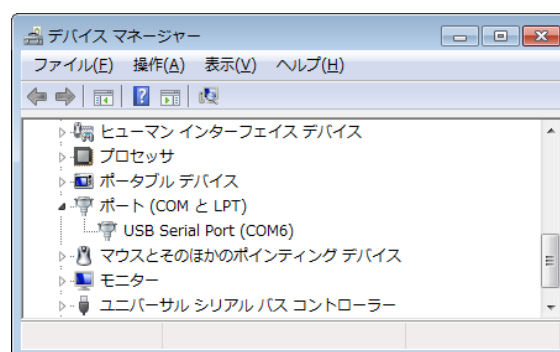 デバイス マネージャー
ファイル(F) 操作(A) 表示(V) ヘルプ(H)
ヒューマン インターフェイス デバイス
プロセッサ
ポータブル デバイス
ポート (COM と LPT)
USB Serial Port (COM6)
マウスとそのほかのポインティング デバイス
モニター
ユニバーサル シリアル バス コントローラー